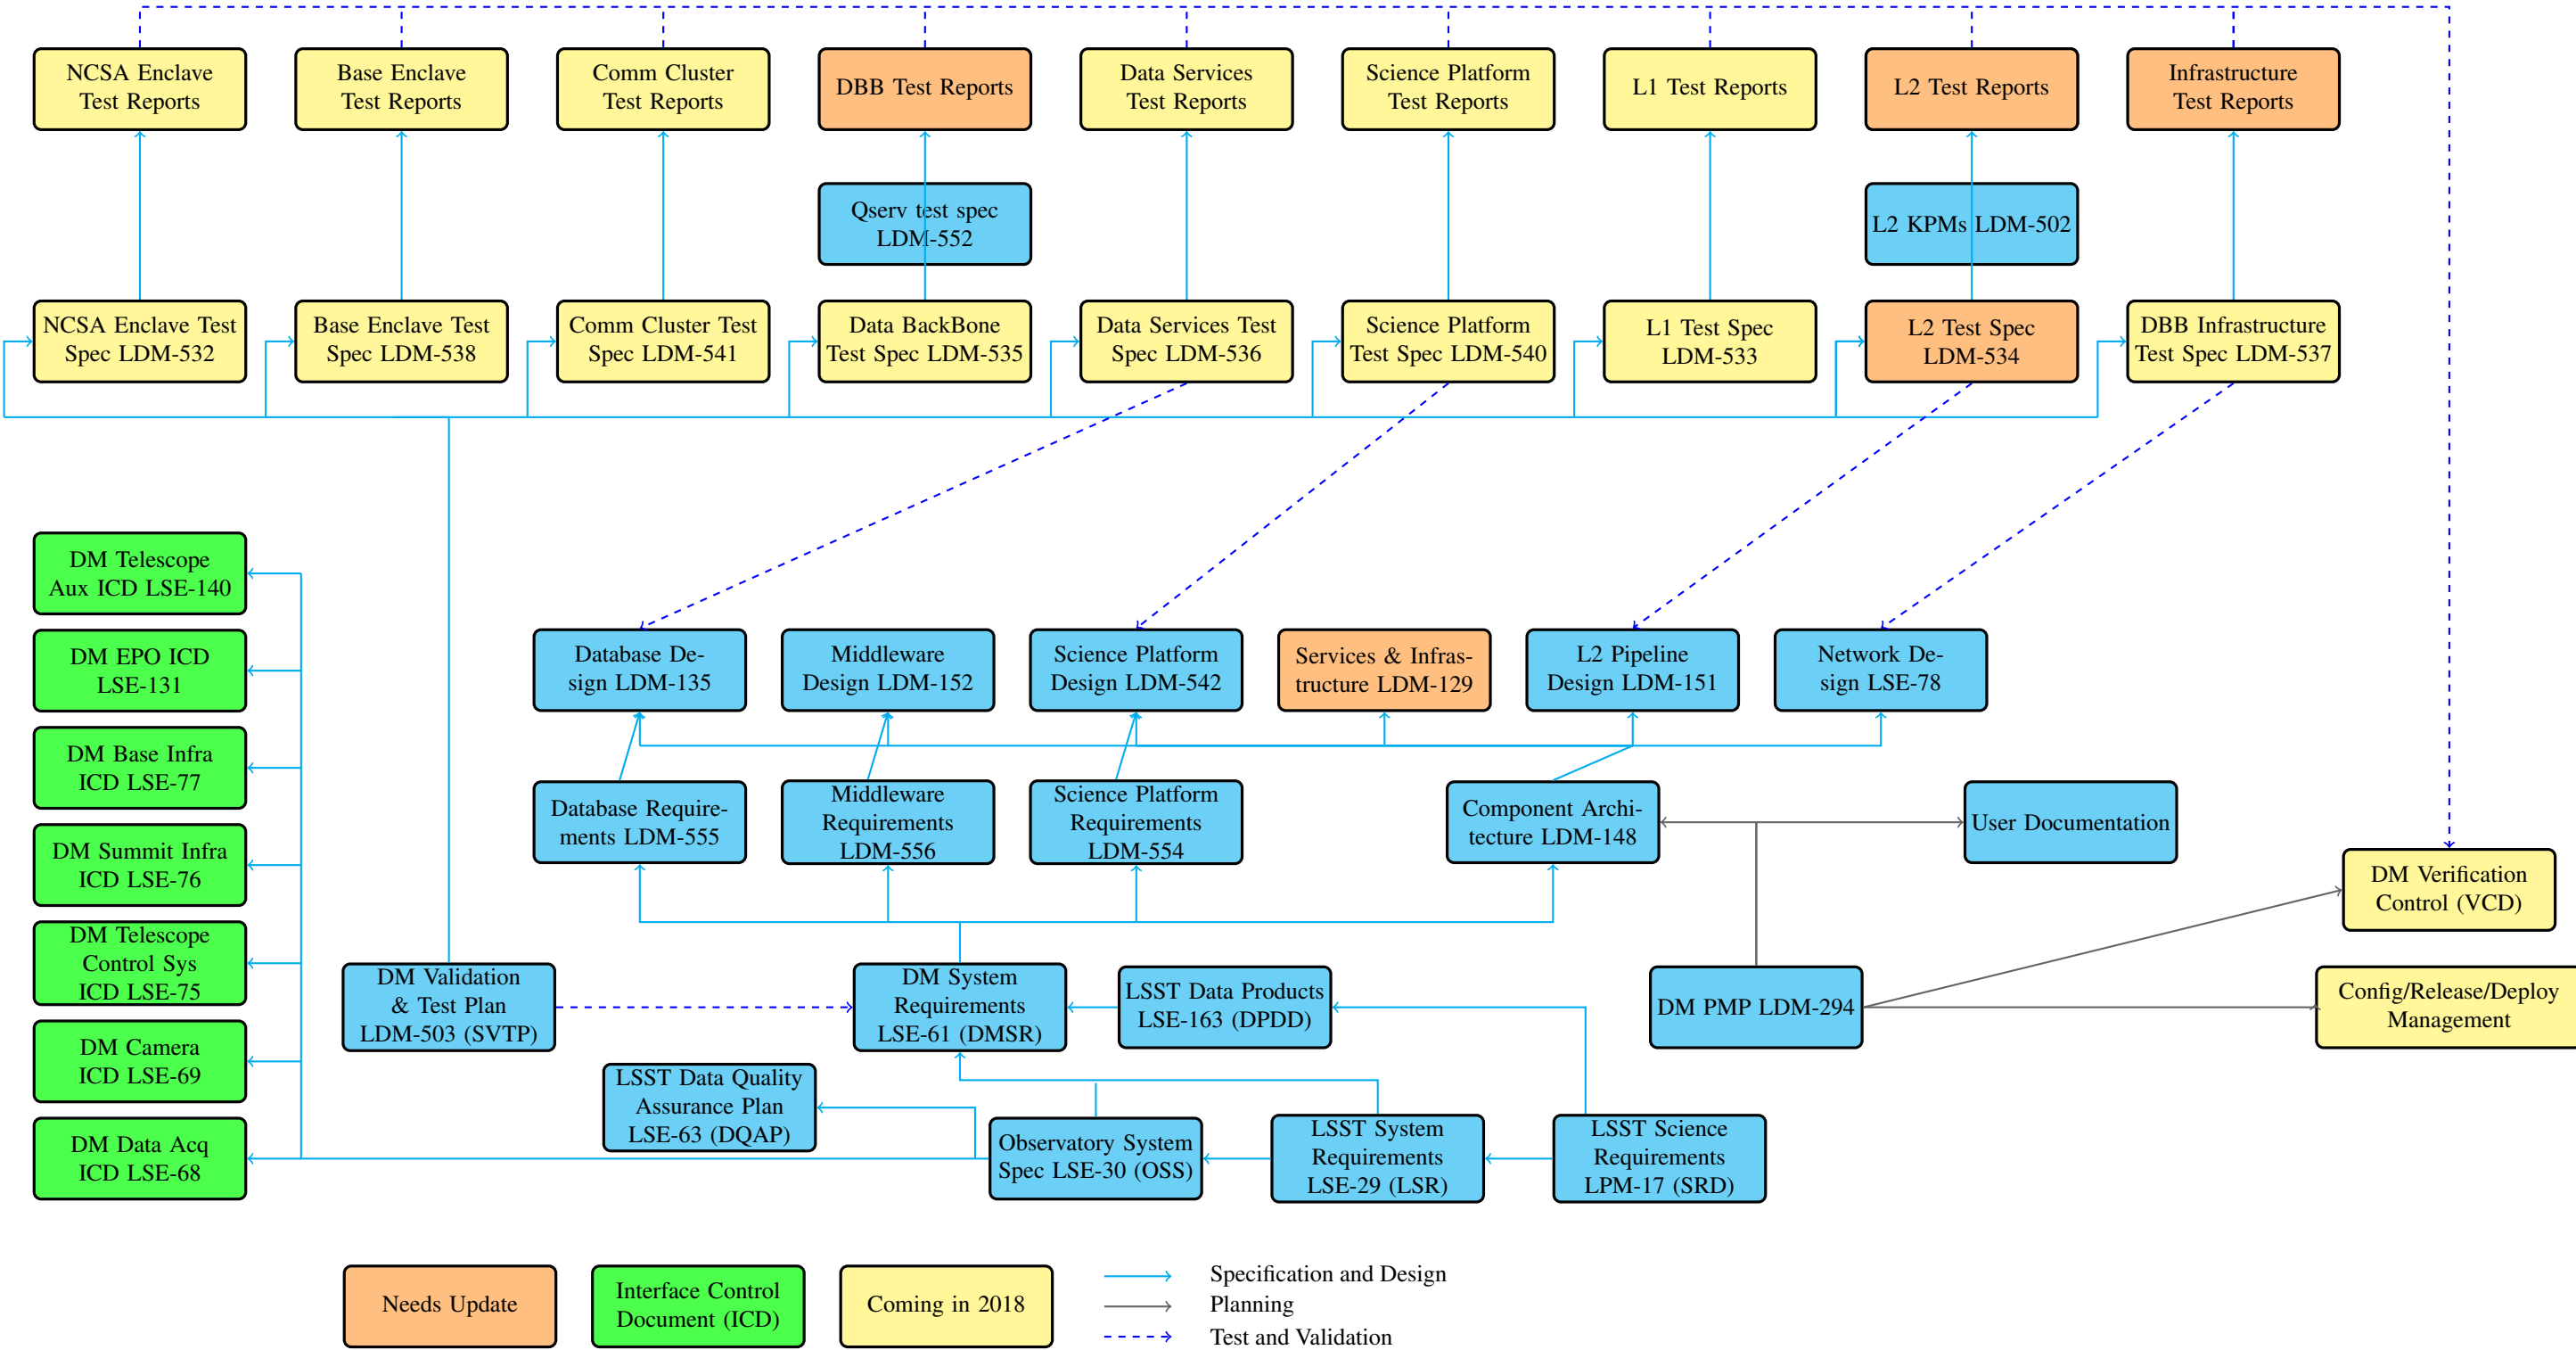 NCSA Enclave
Test Reports
Base Enclave
Test Reports
Comm Cluster
Test Reports
DBB Test Reports
Data Services
Test Reports
Science Platform
Test Reports
L1 Test Reports
L2 Test Reports
Infrastructure
Test Reports
Qserv test spec
LDM-552
L2 KPMs LDM-502
NCSA Enclave Test
Spec LDM-532
Base Enclave Test
Spec LDM-538
Comm Cluster Test
Spec LDM-541
Data BackBone
Test Spec LDM-535
Data Services Test
Spec LDM-536
Science Platform
Test Spec LDM-540
L1 Test Spec
LDM-533
L2 Test Spec
LDM-534
DBB Infrastructure
Test Spec LDM-537
DM Telescope
Aux ICD LSE-140
DM EPO ICD
LSE-131
DM Base Infra
ICD LSE-77
DM Summit Infra
ICD LSE-76
DM Telescope
Control Sys
ICD LSE-75
DM Camera
ICD LSE-69
DM Data Acq
ICD LSE-68
Database De-
sign LDM-135
Middleware
Design LDM-152
Science Platform
Design LDM-542
Services & Infras-
tructure LDM-129
L2 Pipeline
Design LDM-151
Network De-
sign LSE-78
Database Require-
ments LDM-555
Middleware
Requirements
LDM-556
Science Platform
Requirements
LDM-554
Component Archi-
tecture LDM-148
User Documentation
DM Verification
Control (VCD)
DM Validation
& Test Plan
LDM-503 (SVTP)
DM System
Requirements
LSE-61 (DMSR)
LSST Data Products
LSE-163 (DPDD)
DM PMP LDM-294
Config/Release/Deploy
Management
LSST Data Quality
Assurance Plan
LSE-63 (DQAP)
Observatory System
Spec LSE-30 (OSS)
LSST System
Requirements
LSE-29 (LSR)
LSST Science
Requirements
LPM-17 (SRD)
Needs Update
Interface Control
Document (ICD)
Coming in 2018
Specification and Design
Planning
Test and Validation